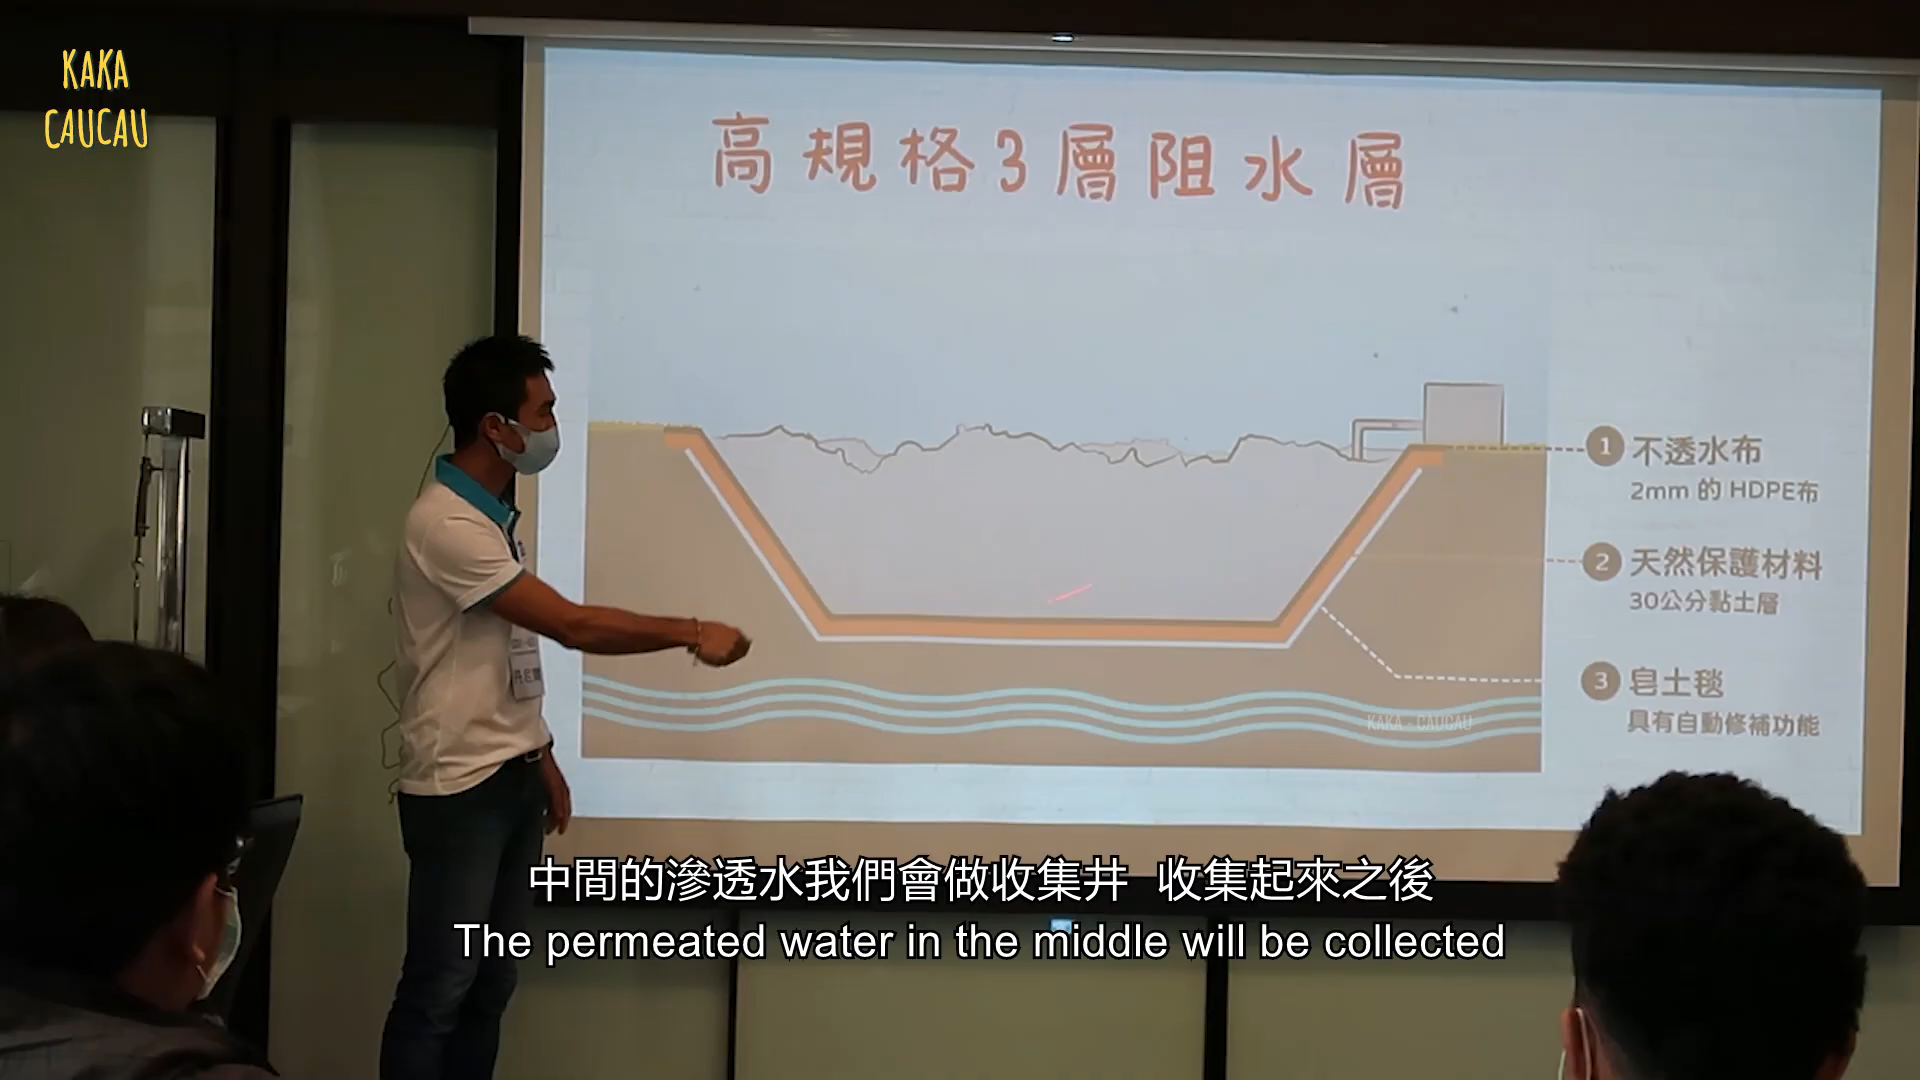 KAKA
CAUCAU
高規格3層阻水層
1 不透水布
2mm 的 HDPE布
2 天然保護材料
30公分黏土層
3 皂土毯
具有自動修補功能
KAKA - CAUCAU
中間的滲透水我們會做收集井 收集起來之後
The permeated water in the middle will be collected